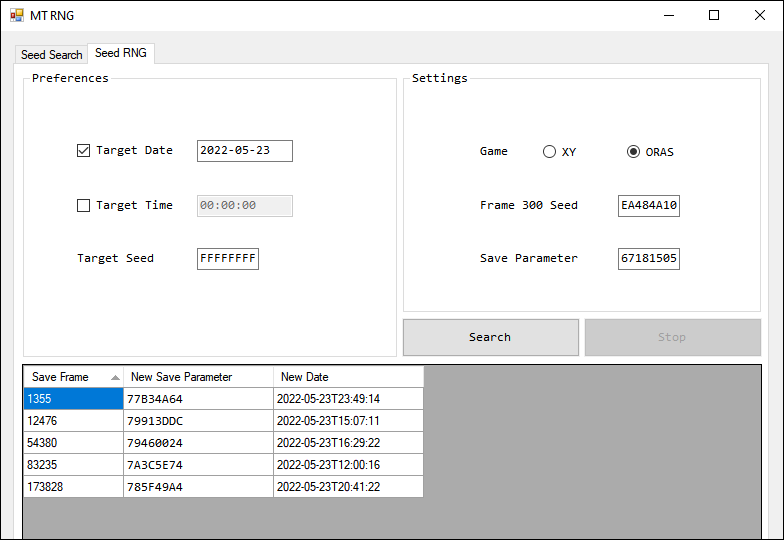 MT RNG
Seed Search Seed RNG
Preferences
Target Date 2022-05-23
Target Time 00:00:00
Target Seed FFFFFFFF
Settings
Game XY ORAS
Frame 300 Seed EA484A10
Save Parameter 67181505
Search Stop
Save Frame New Save Parameter New Date
1355 77B34A64 2022-05-23T23:49:14
12476 79913DDC 2022-05-23T15:07:11
54380 79460024 2022-05-23T16:29:22
83235 7A3C5E74 2022-05-23T12:00:16
173828 785F49A4 2022-05-23T20:41:22